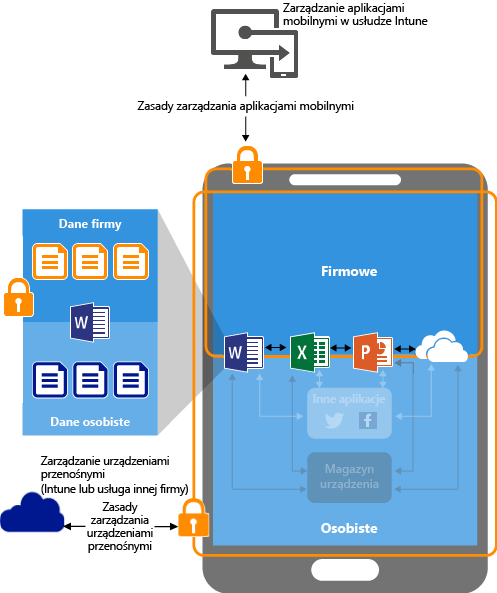 Zarządzanie aplikacjami
mobilnymi w usłudze Intune
Zasady zarządzania aplikacjami mobilnymi
Dane firmy
Firmowe
W
W
X
P
Inne aplikacje
Dane osobiste
Magazyn
urządzenia
Zarządzanie urządzeniami
przenośnymi
(Intune lub usługa innej firmy)
Zasady
zarządzania
urządzeniami
przenośnymi
Osobiste